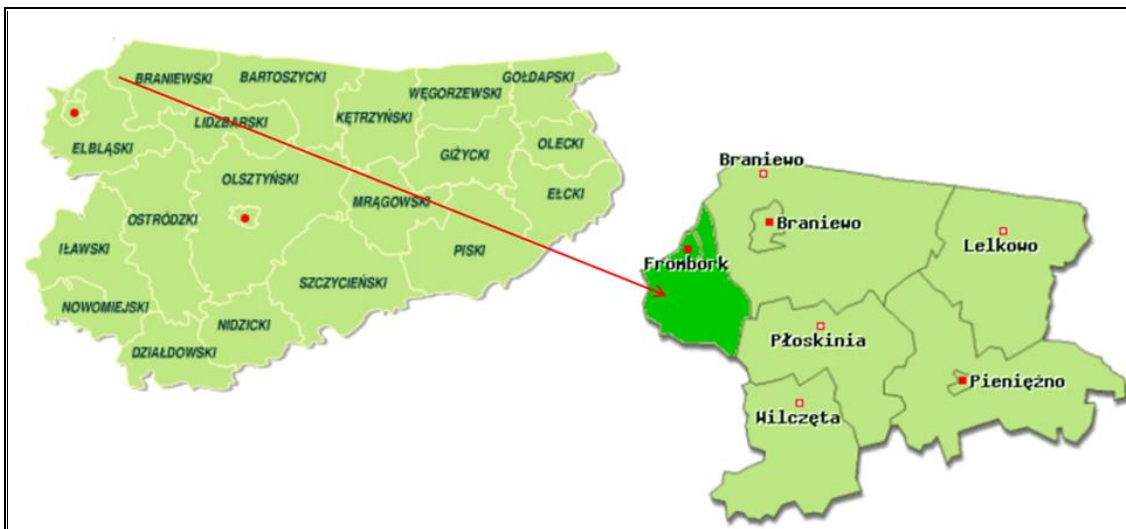 BRANIEWSKI
BARTOSZYCKI
GOŁDAPSKI
WĘGORZEWSKI
LIDZBARSKI
KĘTRZYŃSKI
ELBLĄSKI
GIŻYCKI
OLECKI
OLSZTYŃSKI
EŁCKI
MRĄGOWSKI
OSTRÓDZKI
IŁAWSKI
PISKI
SZCZYCIEŃSKI
NOWOMIEJSKI
NIDZICKI
DZIAŁDOWSKI
Braniewo
Braniewo
Lelkowo
Frombork
Płoskinia
Pieniężno
Wilczęta